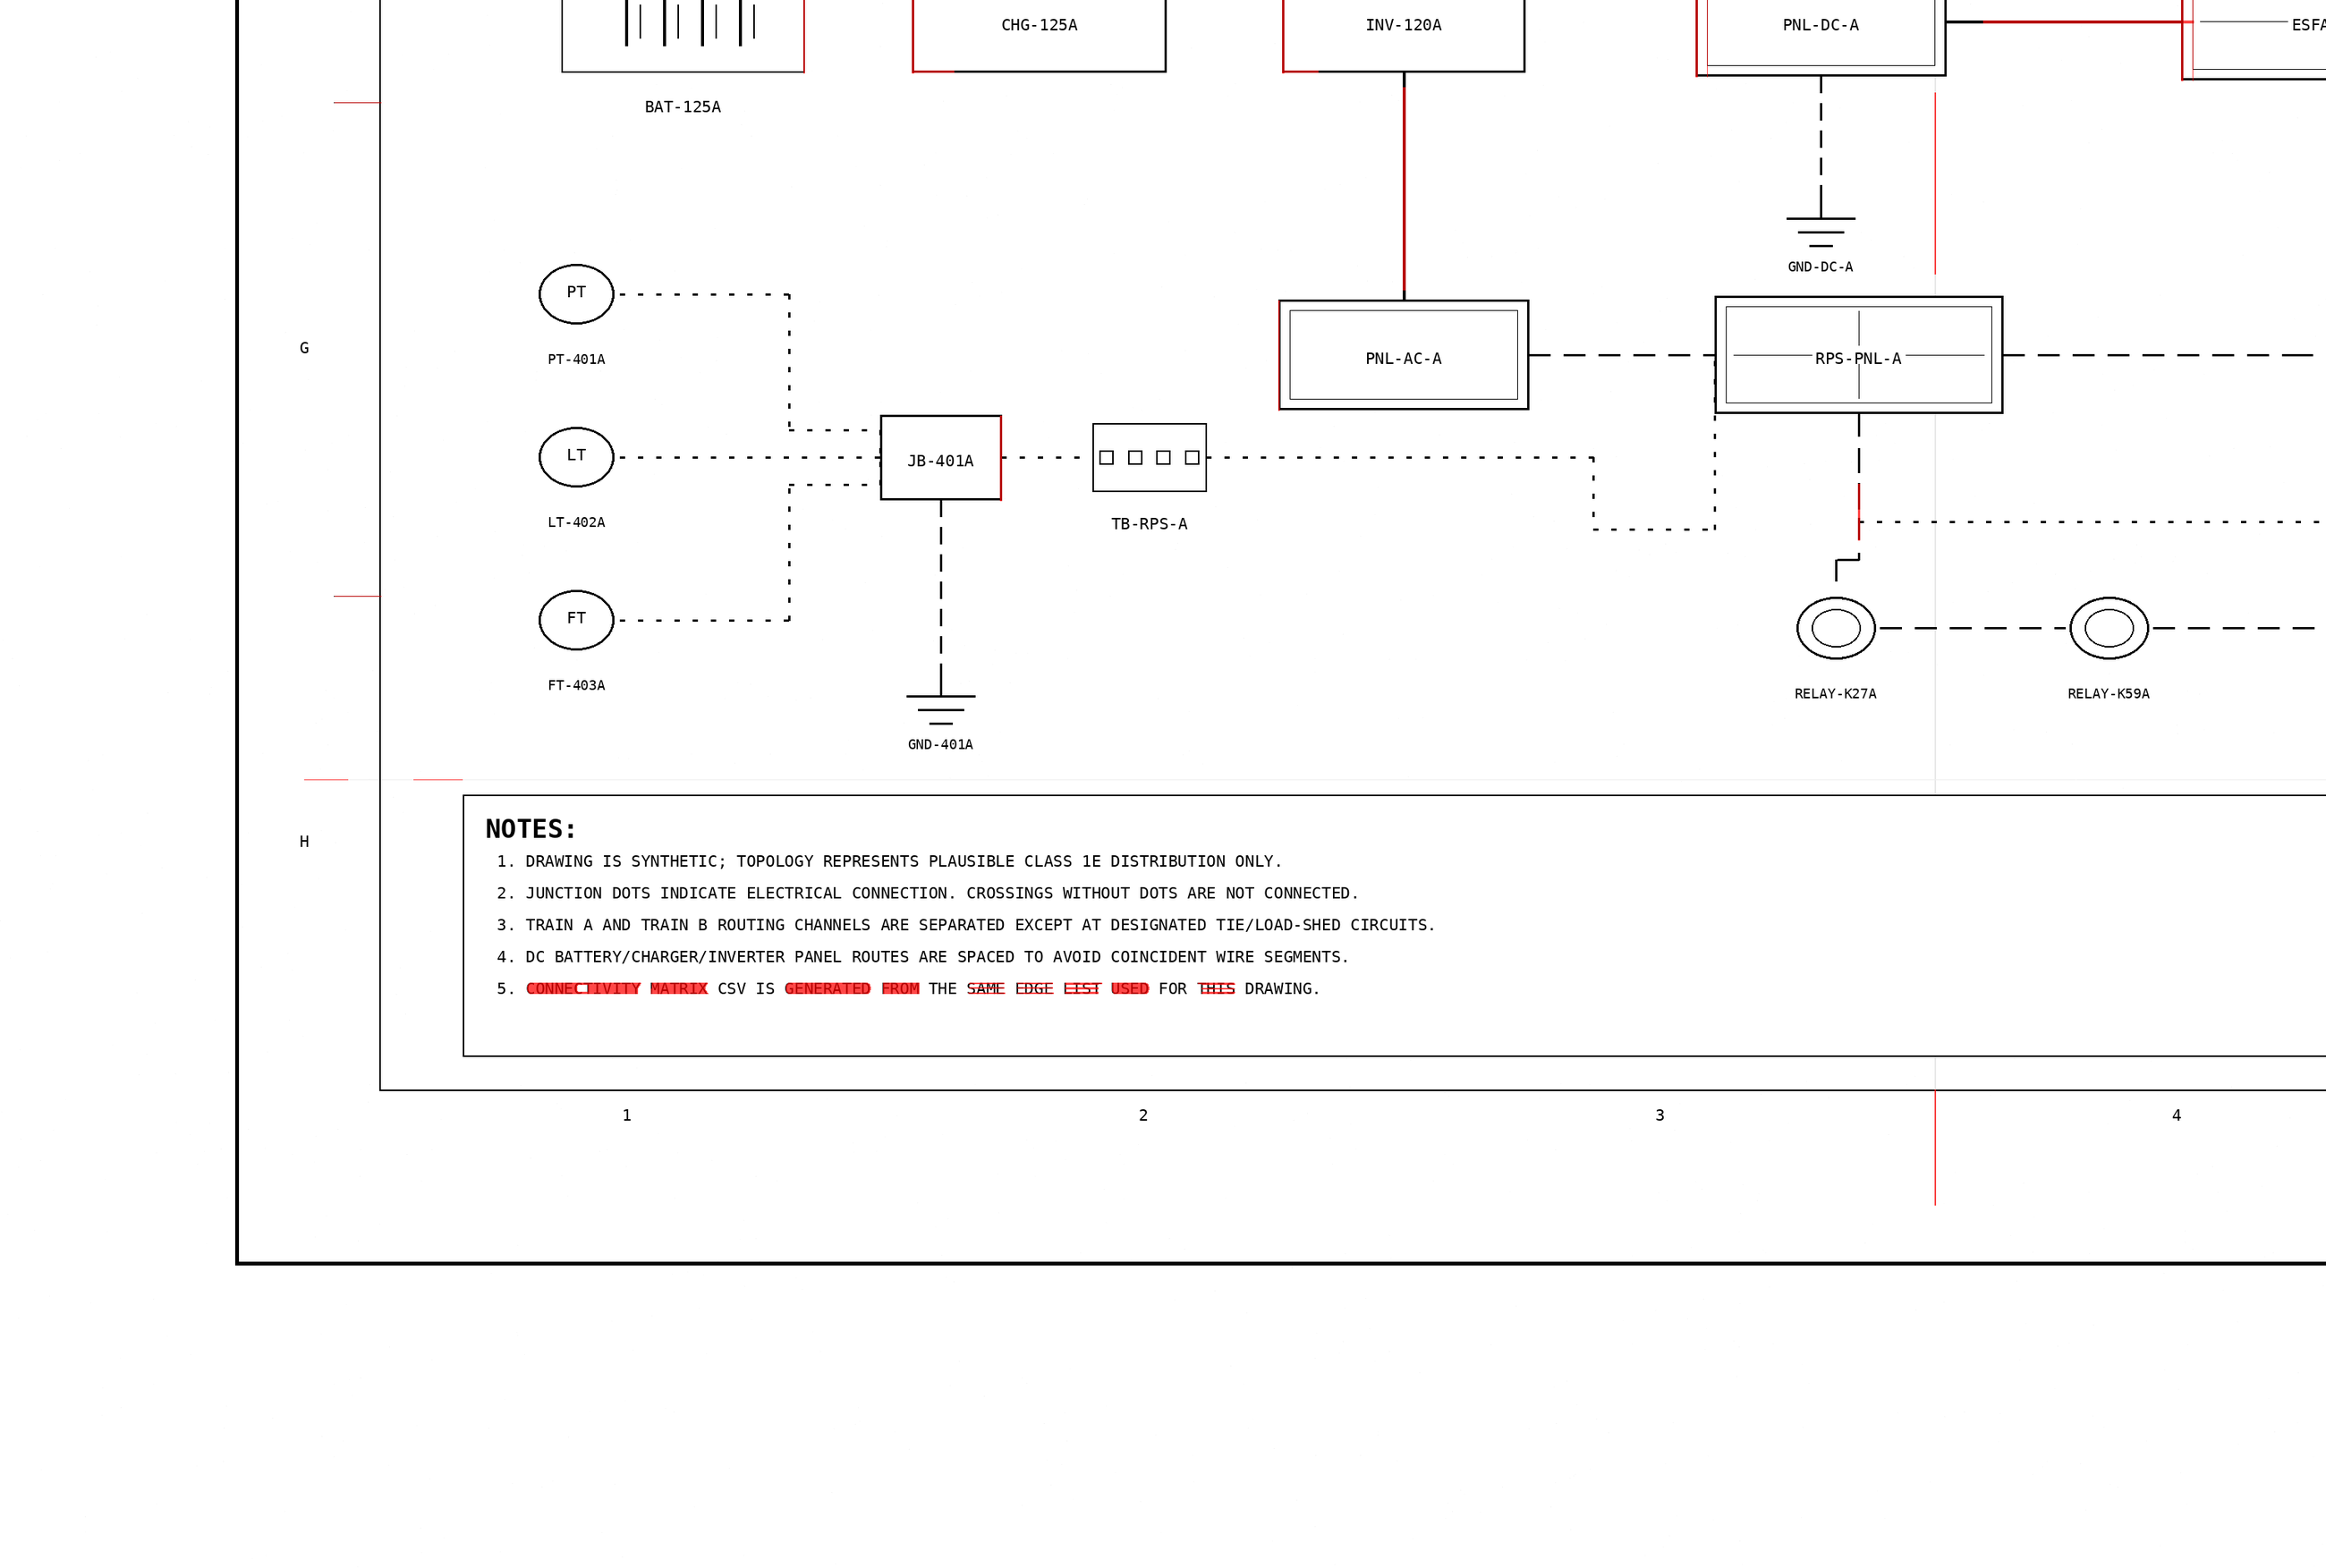 CHG-125A INV-120A PNL-DC-A ESFA
BAT-125A
GND-DC-A
PT
G PT-401A PNL-AC-A RPS-PNL-A
LT JB-401A
LT-402A TB-RPS-A
FT
FT-403A RELAY-K27A RELAY-K59A
GND-401A
NOTES:
H
1. DRAWING IS SYNTHETIC; TOPOLOGY REPRESENTS PLAUSIBLE CLASS 1E DISTRIBUTION ONLY.
2. JUNCTION DOTS INDICATE ELECTRICAL CONNECTION. CROSSINGS WITHOUT DOTS ARE NOT CONNECTED.
3. TRAIN A AND TRAIN B ROUTING CHANNELS ARE SEPARATED EXCEPT AT DESIGNATED TIE/LOAD-SHED CIRCUITS.
4. DC BATTERY/CHARGER/INVERTER PANEL ROUTES ARE SPACED TO AVOID COINCIDENT WIRE SEGMENTS.
5. CONNECTIVITY MATRIX CSV IS GENERATED FROM THE SAME EDGE LIST USED FOR THIS DRAWING.
1 2 3 4